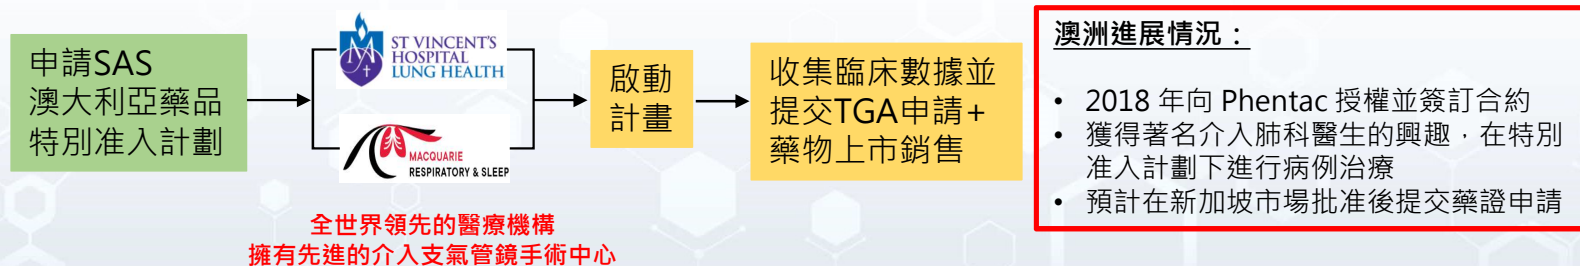 申請SAS
澳大利亞藥品
特別准入計劃
ST VINCENT'S
HOSPITAL
LUNG HEALTH
MACQUARIE
RESPIRATORY & SLEEP
全世界領先的醫療機構
擁有先進的介入支氣管鏡手術中心
啟動
計畫
收集臨床數據並
提交TGA申請+
藥物上市銷售
澳洲進展情況：
• 2018 年向 Phentac 授權並簽訂合約
• 獲得著名介入肺科醫生的興趣，在特別
准入計劃下進行病例治療
• 預計在新加坡市場批准後提交藥證申請